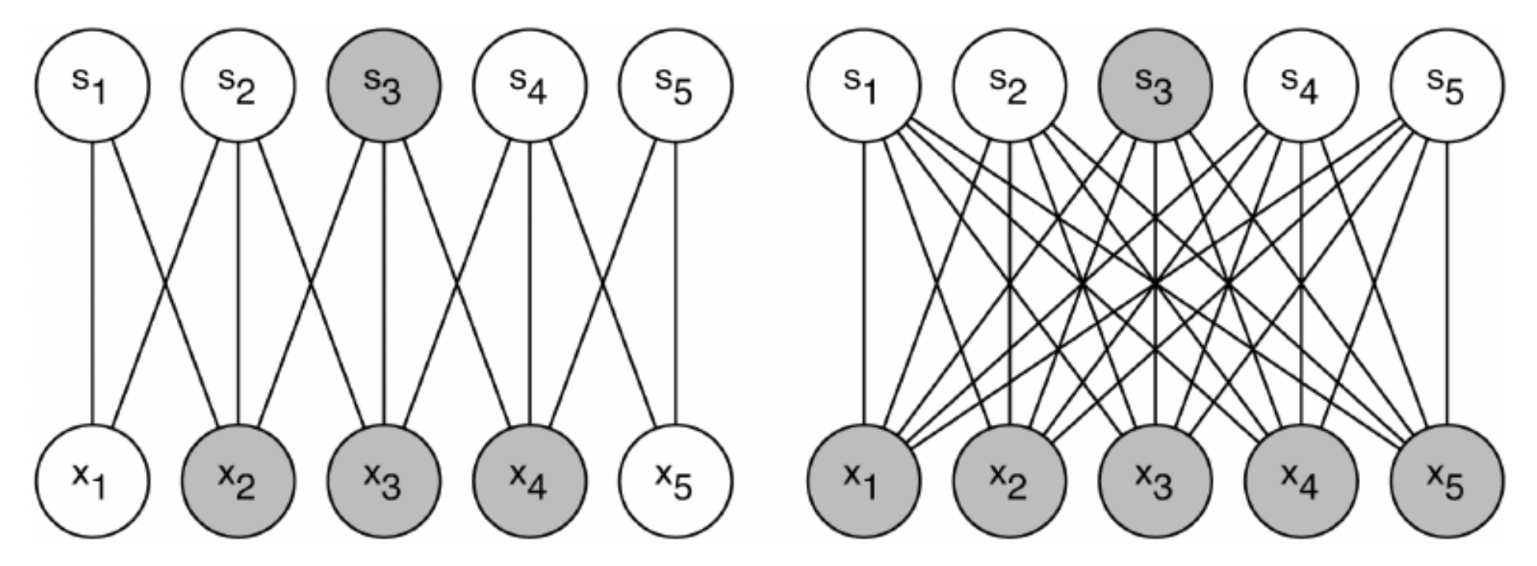 s1 s2 s3 s4 s5 s1 s2 s3 s4 s5
x1 x2 x3 x4 x5 x1 x2 x3 x4 x5